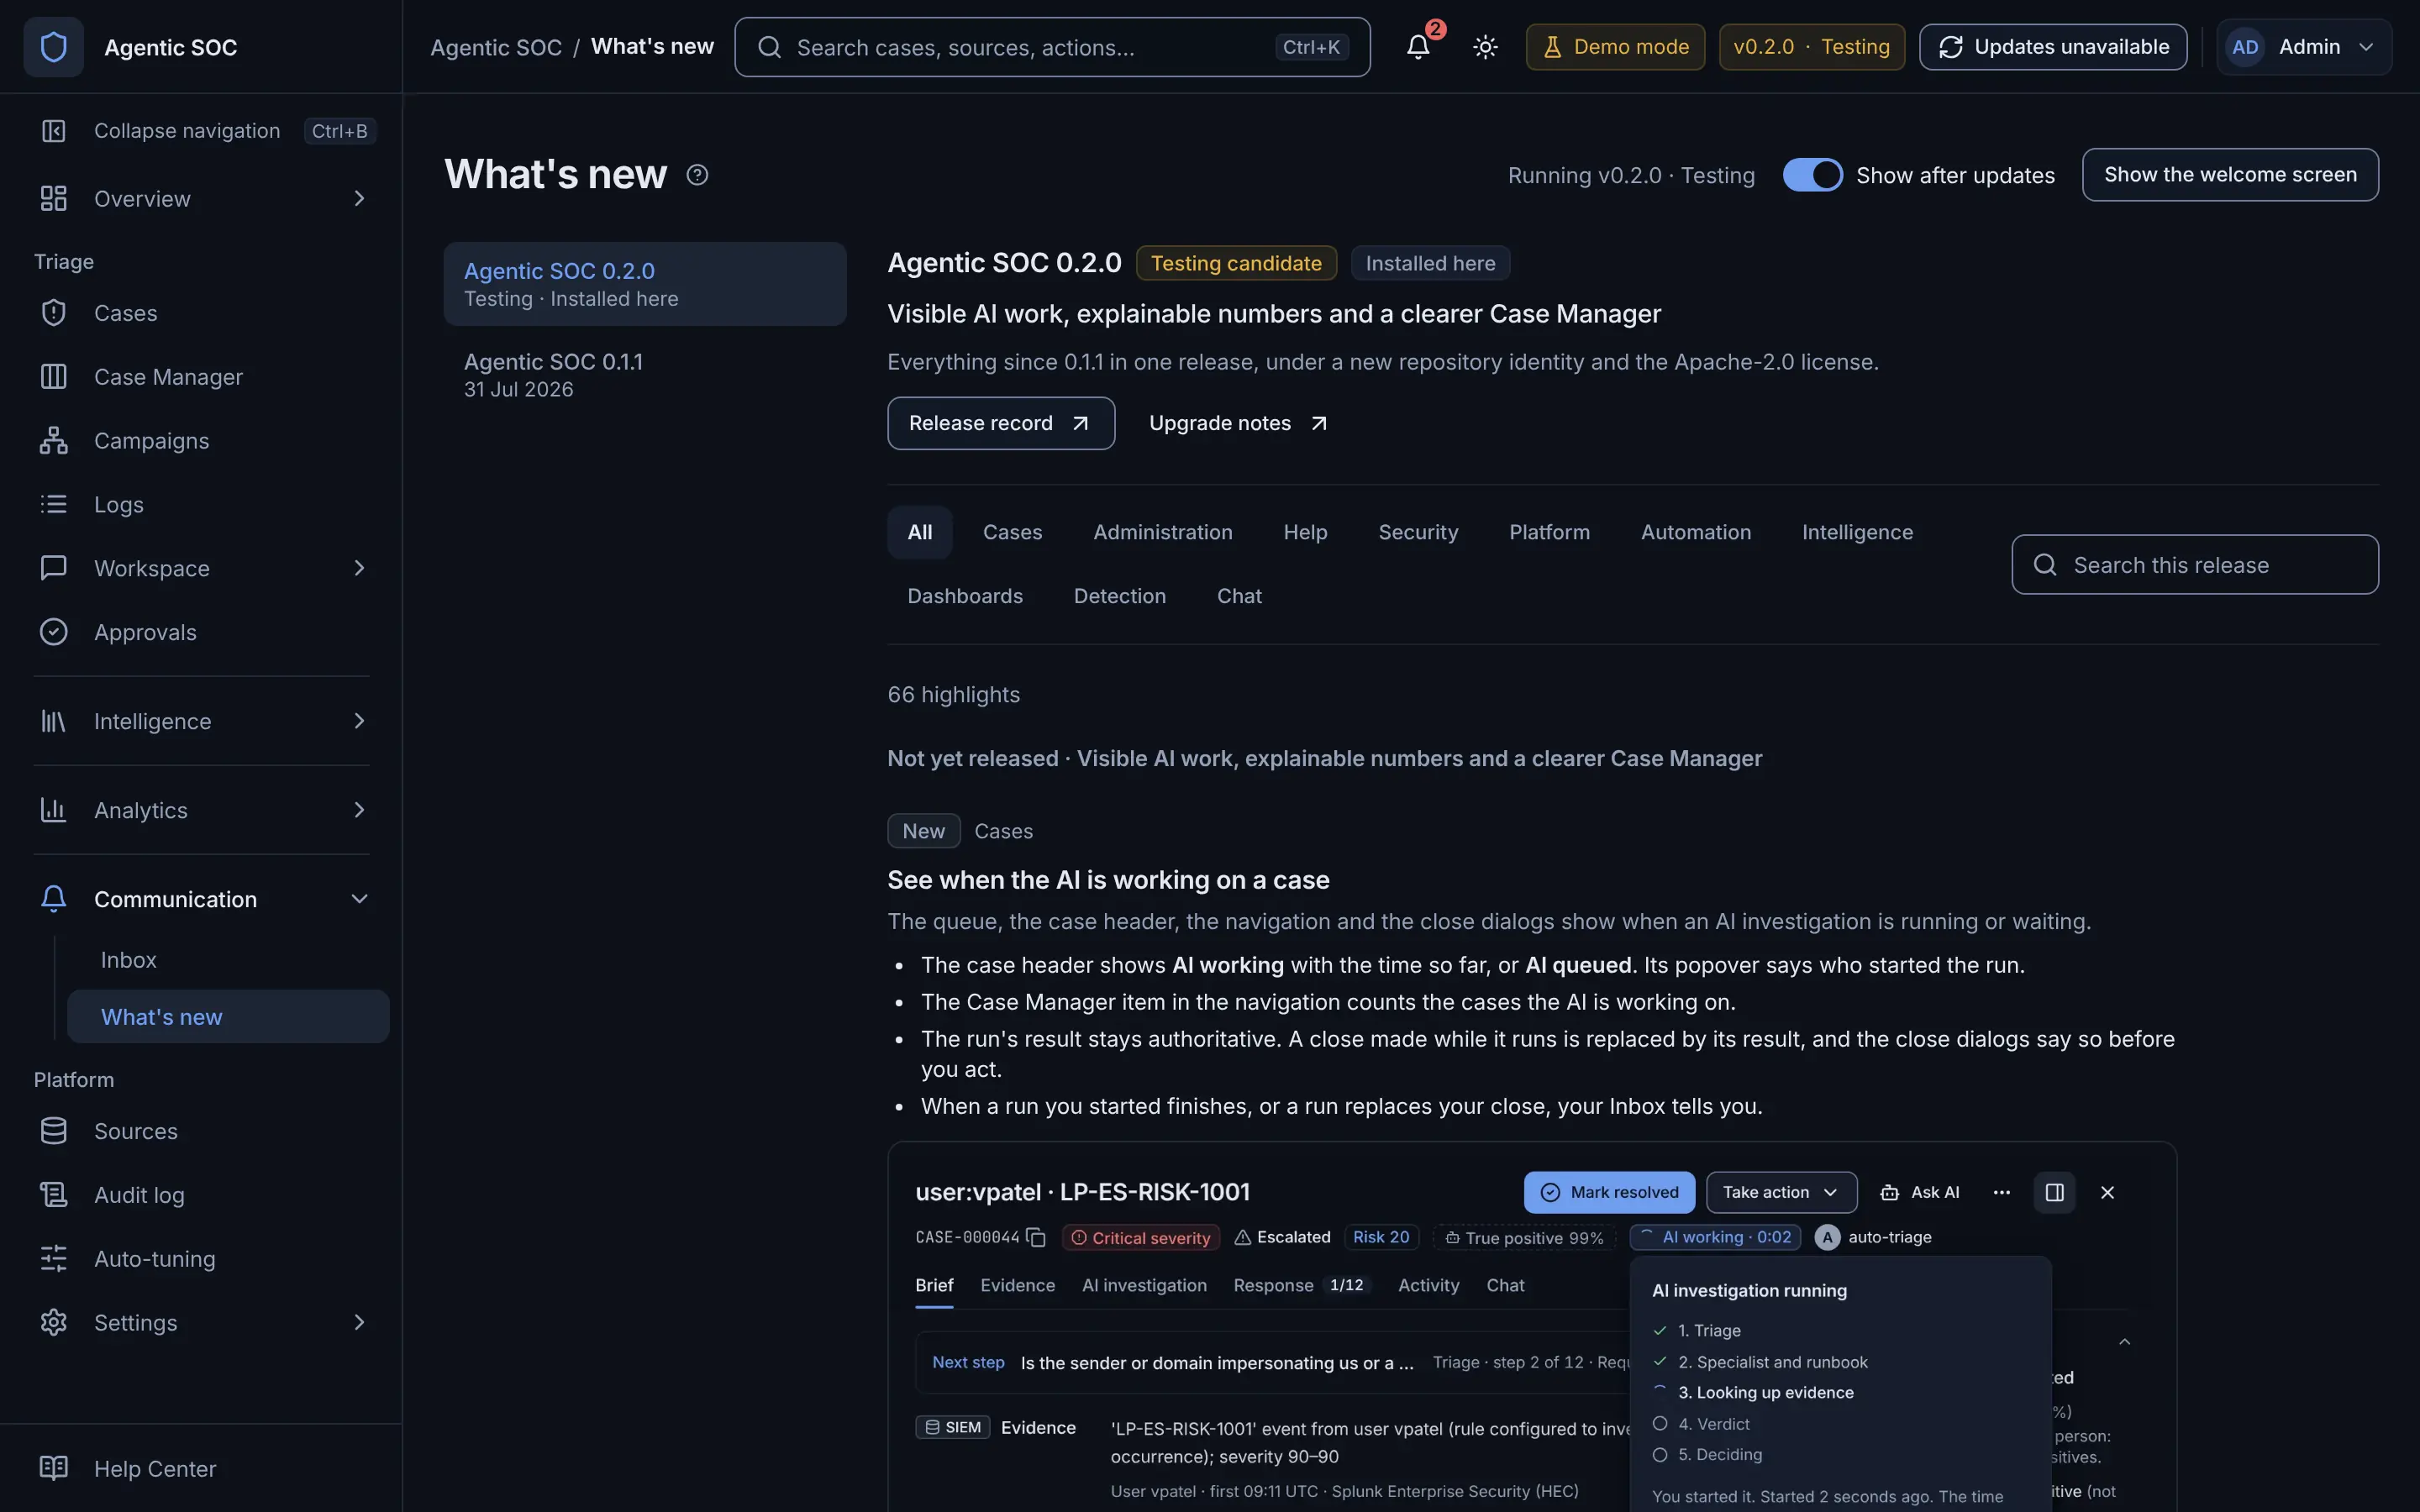 Agentic SOC
Agentic SOC / What's new
Search cases, sources, actions... Ctrl+K
2
Demo mode
v0.2.0 · Testing
Updates unavailable
AD Admin
Collapse navigation Ctrl+B
Overview
Triage
Cases
Case Manager
Campaigns
Logs
Workspace
Approvals
Intelligence
Analytics
Communication
Inbox
What's new
Platform
Sources
Audit log
Auto-tuning
Settings
Help Center
What's new
Running v0.2.0 · Testing
Show after updates
Show the welcome screen
Agentic SOC 0.2.0
Testing · Installed here
Agentic SOC 0.1.1
31 Jul 2026
Agentic SOC 0.2.0 Testing candidate Installed here
Visible AI work, explainable numbers and a clearer Case Manager
Everything since 0.1.1 in one release, under a new repository identity and the Apache-2.0 license.
Release record Upgrade notes
All Cases Administration Help Security Platform Automation Intelligence
Dashboards Detection Chat
Search this release
66 highlights
Not yet released · Visible AI work, explainable numbers and a clearer Case Manager
New Cases
See when the AI is working on a case
The queue, the case header, the navigation and the close dialogs show when an AI investigation is running or waiting.
• The case header shows AI working with the time so far, or AI queued. Its popover says who started the run.
• The Case Manager item in the navigation counts the cases the AI is working on.
• The run's result stays authoritative. A close made while it runs is replaced by its result, and the close dialogs say so before
you act.
• When a run you started finishes, or a run replaces your close, your Inbox tells you.
user:vpatel · LP-ES-RISK-1001
Mark resolved Take action Ask AI
CASE-000044 Critical severity Escalated Risk 20 True positive 99% AI working · 0:02 A auto-triage
Brief Evidence AI investigation Response 1/12 Activity Chat
Next step Is the sender or domain impersonating us or a ... Triage · step 2 of 12 · Requ
SIEM Evidence 'LP-ES-RISK-1001' event from user vpatel (rule configured to inve
occurrence); severity 90–90
User vpatel · first 09:11 UTC · Splunk Enterprise Security (HEC)
AI investigation running
1. Triage
2. Specialist and runbook
3. Looking up evidence
4. Verdict
5. Deciding
You started it. Started 2 seconds ago. The time
ted
%)
person:
sitives.
itive (not